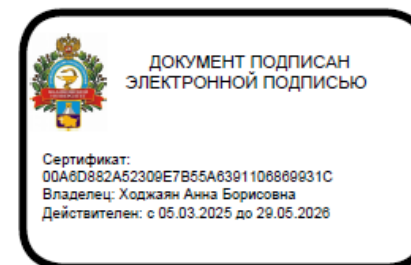 ДОКУМЕНТ ПОДПИСАН
ЭЛЕКТРОННОЙ ПОДПИСЬЮ
Сертификат:
00A6D882A52309E7B55A6391106869931C
Владелец: Ходжаян Анна Борисовна
Действителен: с 05.03.2025 до 29.05.2026